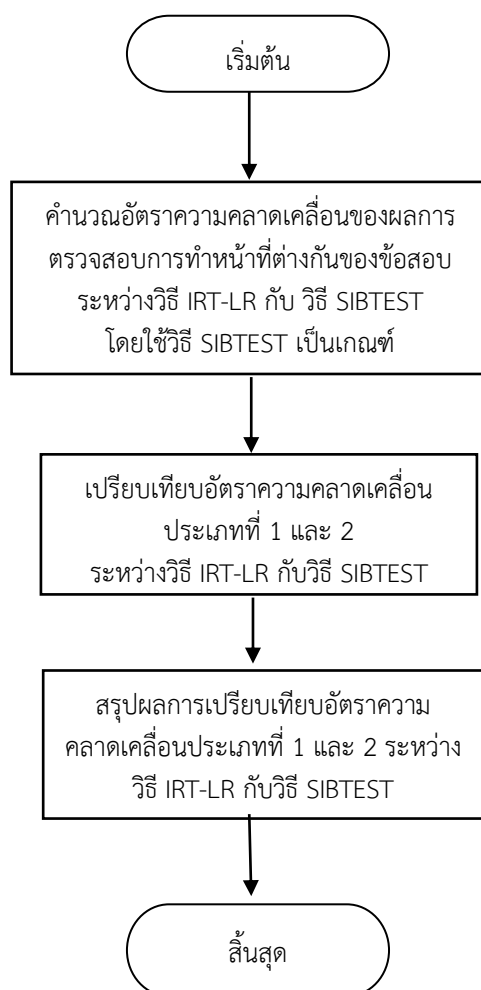 เริ่มต้น
คำนวณอัตราความคลาดเคลื่อนของผลการ
ตรวจสอบการทำหน้าที่ต่างกันของข้อสอบ
ระหว่างวิธี IRT-LR กับ วิธี SIBTEST
โดยใช้วิธี SIBTEST เป็นเกณฑ์
เปรียบเทียบอัตราความคลาดเคลื่อน
ประเภทที่ 1 และ 2
ระหว่างวิธี IRT-LR กับวิธี SIBTEST
สรุปผลการเปรียบเทียบอัตราความ
คลาดเคลื่อนประเภทที่ 1 และ 2 ระหว่าง
วิธี IRT-LR กับวิธี SIBTEST
สิ้นสุด